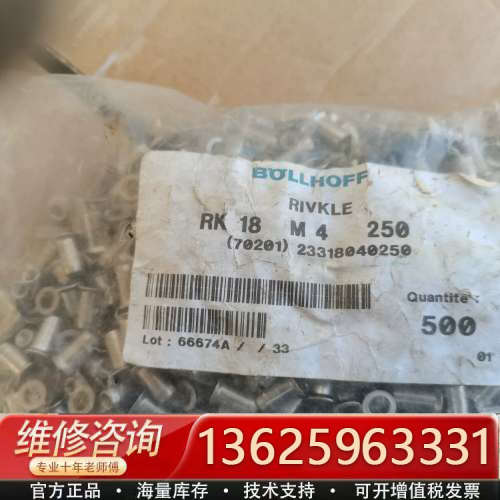 BÖLLHOFF
RIVKLE
RK 18 M 4 250
(70201) 23318040250
Quantite :
500
Lot : 66674A / / 33
01
维修咨询
专业十年老师傅
13625963331
官方正品 · 海量库存 · 技术支持 · 可开增值税发票